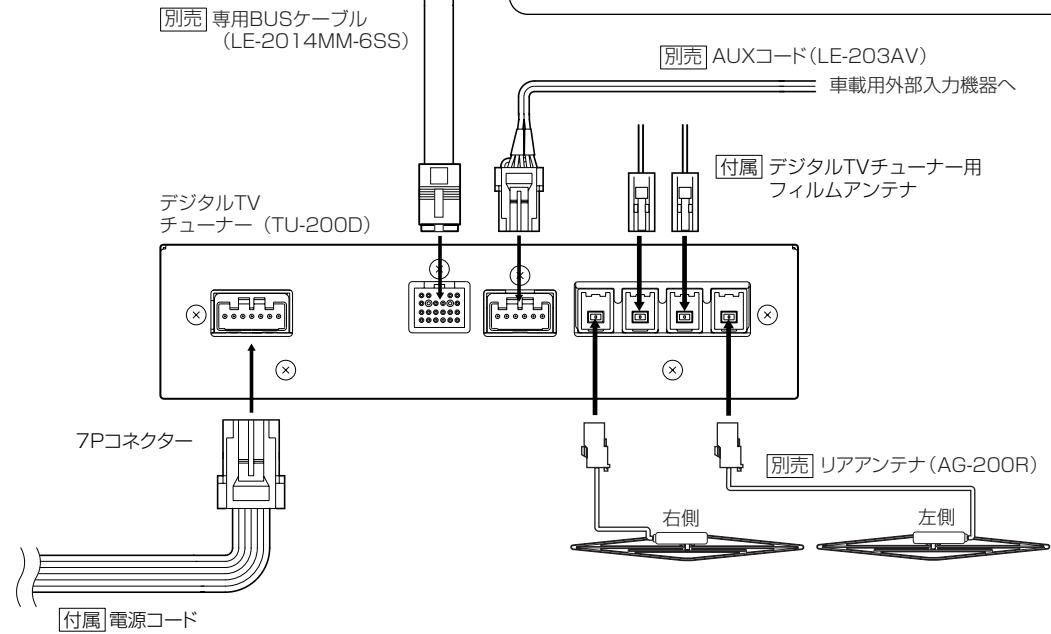 別売 専用BUSケーブル
（LE-2014MM-6SS）
別売 AUXコード（LE-203AV）
車載用外部入力機器へ
付属 デジタルTVチューナー用
フィルムアンテナ
デジタルTV
チューナー（TU-200D）
7Pコネクター
別売 リアアンテナ（AG-200R）
右側
左側
付属 電源コード